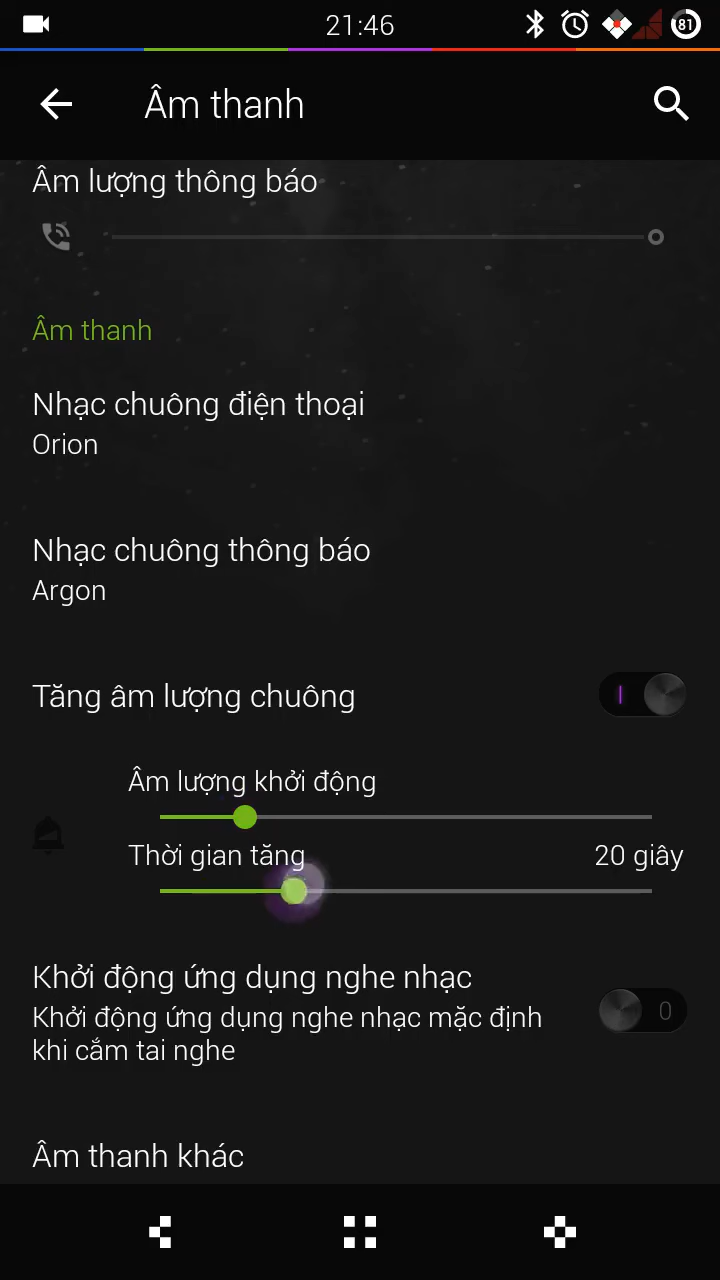 21:46
81
Âm thanh
Âm lượng thông báo
Âm thanh
Nhạc chuông điện thoại
Orion
Nhạc chuông thông báo
Argon
Tăng âm lượng chuông
Âm lượng khởi động
Thời gian tăng 20 giây
Khởi động ứng dụng nghe nhạc
Khởi động ứng dụng nghe nhạc mặc định
khi cắm tai nghe
Âm thanh khác